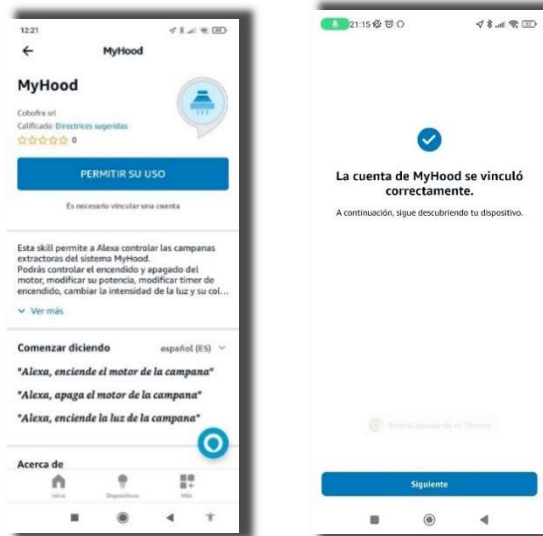 12:21
MyHood
MyHood
Cobofra srl
Calificada: Directrices sugeridas
0
PERMITIR SU USO
Es necesario vincular una cuenta
Esta skill permite a Alexa controlar las campanas
extractoras del sistema MyHood.
Podrás controlar el encendido y apagado del
motor, modificar su potencia, modificar timer de
encendido, cambiar la intensidad de la luz y su col...
Ver más
Comenzar diciendo español (ES)
"Alexa, enciende el motor de la campana"
"Alexa, apaga el motor de la campana"
"Alexa, enciende la luz de la campana"
Acerca de
Inicio Dispositivos Más
21:15
La cuenta de MyHood se vinculó
correctamente.
A continuación, sigue descubriendo tu dispositivo.
Siguiente